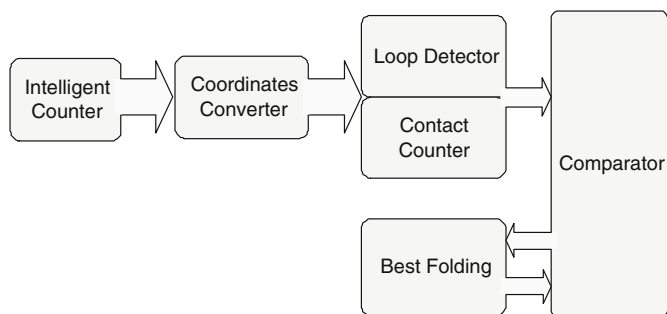 Intelligent
Counter
Coordinates
Converter
Loop Detector
Contact
Counter
Comparator
Best Folding